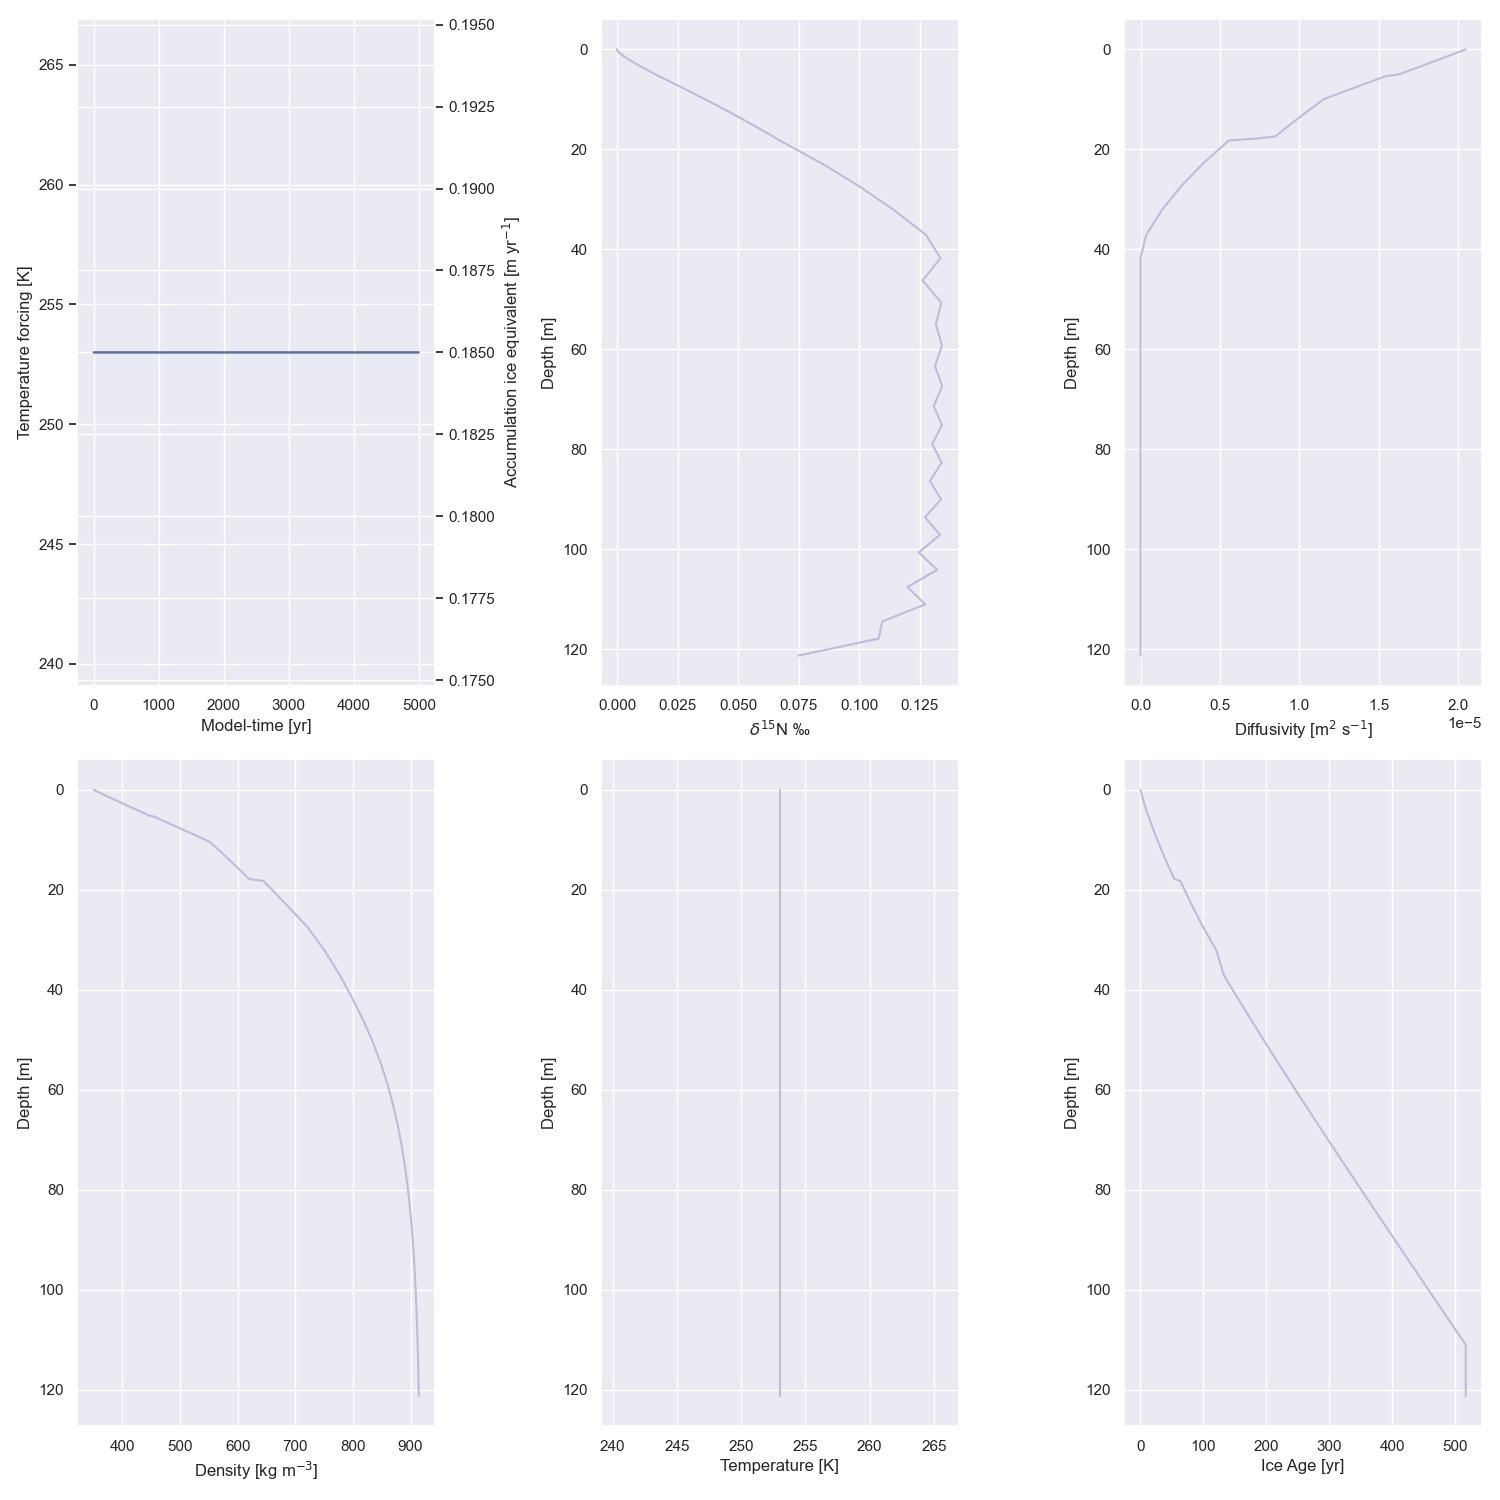 Temperature forcing [K]
265
260
255
250
245
240
0 1000 2000 3000 4000 5000
Model-time [yr]
0.1950
0.1925
0.1900
0.1875
0.1850
0.1825
0.1800
0.1775
0.1750
Accumulation ice equivalent [m yr⁻¹]
Depth [m]
0
20
40
60
80
100
120
0.000 0.025 0.050 0.075 0.100 0.125
δ¹⁵N ‰
Depth [m]
0
20
40
60
80
100
120
0.0 0.5 1.0 1.5 2.0
1e−5
Diffusivity [m² s⁻¹]
Depth [m]
0
20
40
60
80
100
120
400 500 600 700 800 900
Density [kg m⁻³]
Depth [m]
0
20
40
60
80
100
120
240 245 250 255 260 265
Temperature [K]
Depth [m]
0
20
40
60
80
100
120
0 100 200 300 400 500
Ice Age [yr]